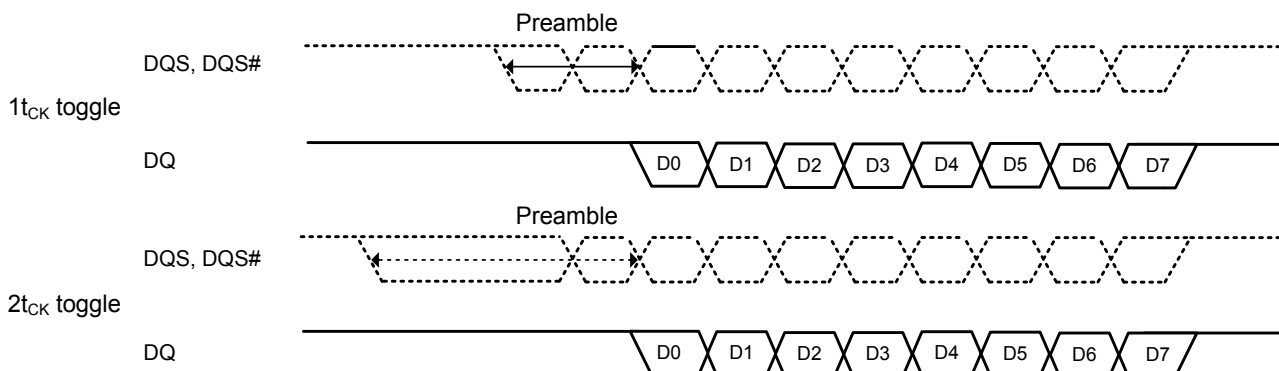 Preamble
DQS, DQS#
1tCK toggle
DQ
D0 D1 D2 D3 D4 D5 D6 D7
Preamble
DQS, DQS#
2tCK toggle
DQ
D0 D1 D2 D3 D4 D5 D6 D7